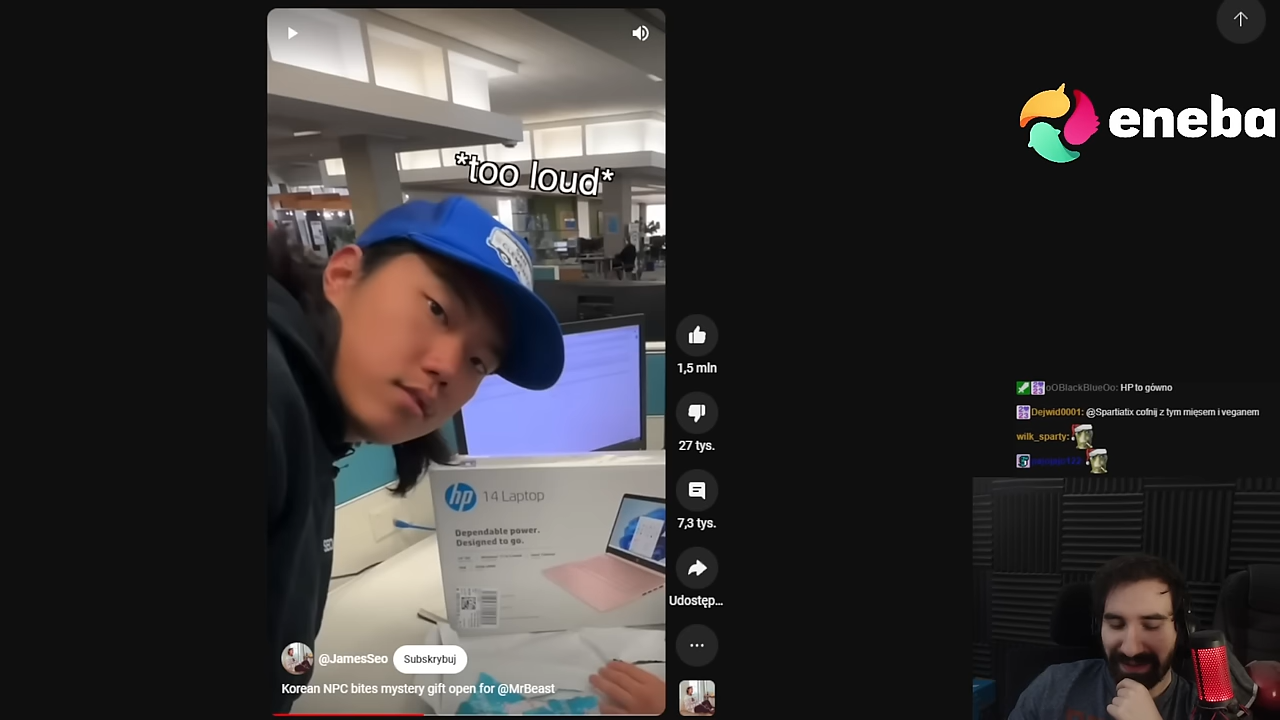 *too loud*
eneba
hp 14 Laptop
Dependable power.
Designed to go.
1,5 mln
27 tys.
7,3 tys.
Udostęp...
@JamesSeo
Subskrybuj
Korean NPC bites mystery gift open for @MrBeast
oOBlackBlueOo: HP to gówno
Dejwid0001: @Spartiatix cofnij z tym mięsem i veganem
wilk_sparty: